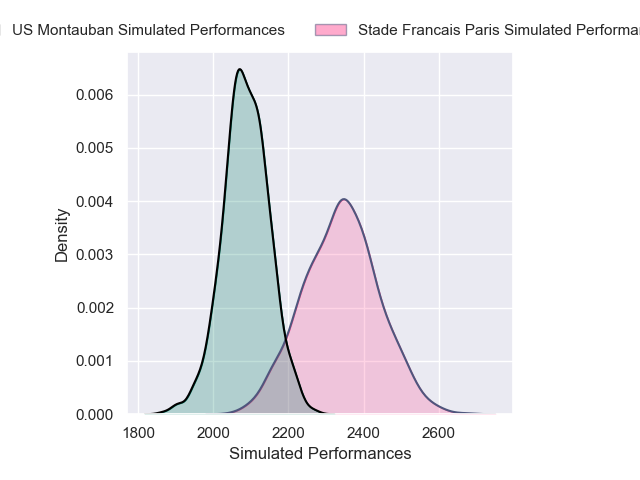 US Montauban Simulated Performances
Stade Francais Paris Simulated
0.006
0.005
0.004
0.003
0.002
0.001
0.000
Density
1800 2000 2200 2400 2600
Simulated Performances